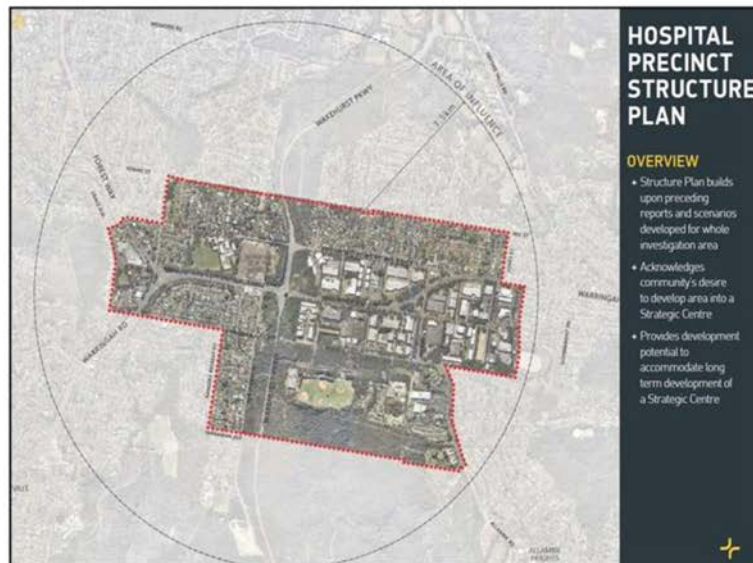 HOSPITAL
PRECINCT
STRUCTURE
PLAN
OVERVIEW
+ Structure Plan builds
upon preceding
reports and scenarios
developed for whole
investigation area
+ Acknowledges
community's desire
to develop area into a
Strategic Centre
+ Provides development
potential to
accommodate long
term development of
a Strategic Centre
AREA OF INFLUENCE
WAKEHURST PKWY
FOREST WAY
WARRINGAH RD
WARRINGAH
ALLAMBIE
HEIGHTS